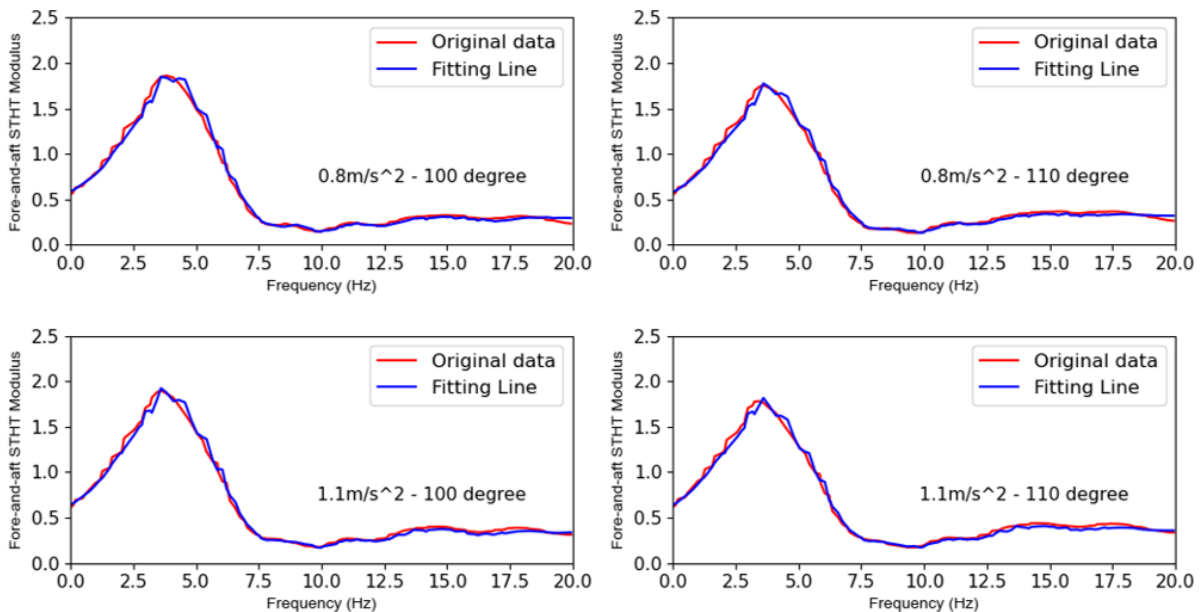 Fore-and-aft STHT Modulus
2.5
2.0
1.5
1.0
0.5
0.0
Original data
Fitting Line
0.8m/s^2 - 100 degree
0.0 2.5 5.0 7.5 10.0 12.5 15.0 17.5 20.0
Frequency (Hz)
Fore-and-aft STHT Modulus
2.5
2.0
1.5
1.0
0.5
0.0
Original data
Fitting Line
0.8m/s^2 - 110 degree
0.0 2.5 5.0 7.5 10.0 12.5 15.0 17.5 20.0
Frequency (Hz)
Fore-and-aft STHT Modulus
2.5
2.0
1.5
1.0
0.5
0.0
Original data
Fitting Line
1.1m/s^2 - 100 degree
0.0 2.5 5.0 7.5 10.0 12.5 15.0 17.5 20.0
Frequency (Hz)
Fore-and-aft STHT Modulus
2.5
2.0
1.5
1.0
0.5
0.0
Original data
Fitting Line
1.1m/s^2 - 110 degree
0.0 2.5 5.0 7.5 10.0 12.5 15.0 17.5 20.0
Frequency (Hz)